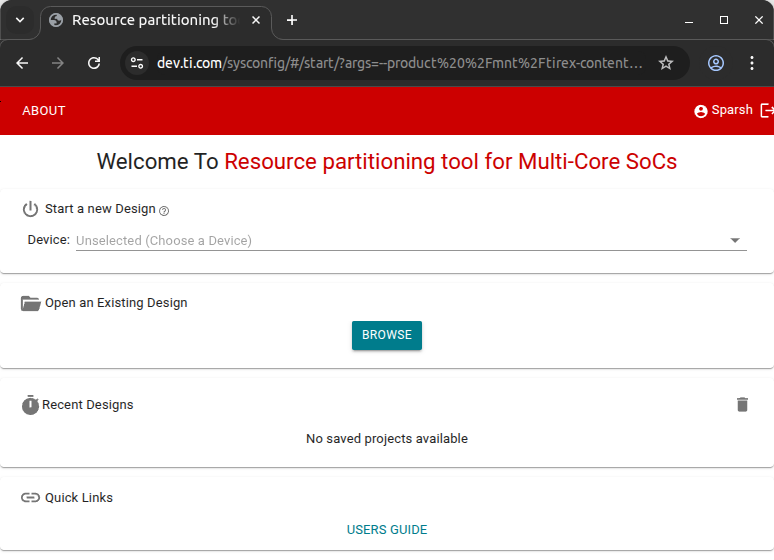 Resource partitioning to
dev.ti.com/sysconfig/#/start/?args=--product%20%2Fmnt%2Ftirex-content...
ABOUT
Sparsh
Welcome To Resource partitioning tool for Multi-Core SoCs
Start a new Design
Device: Unselected (Choose a Device)
Open an Existing Design
BROWSE
Recent Designs
No saved projects available
Quick Links
USERS GUIDE